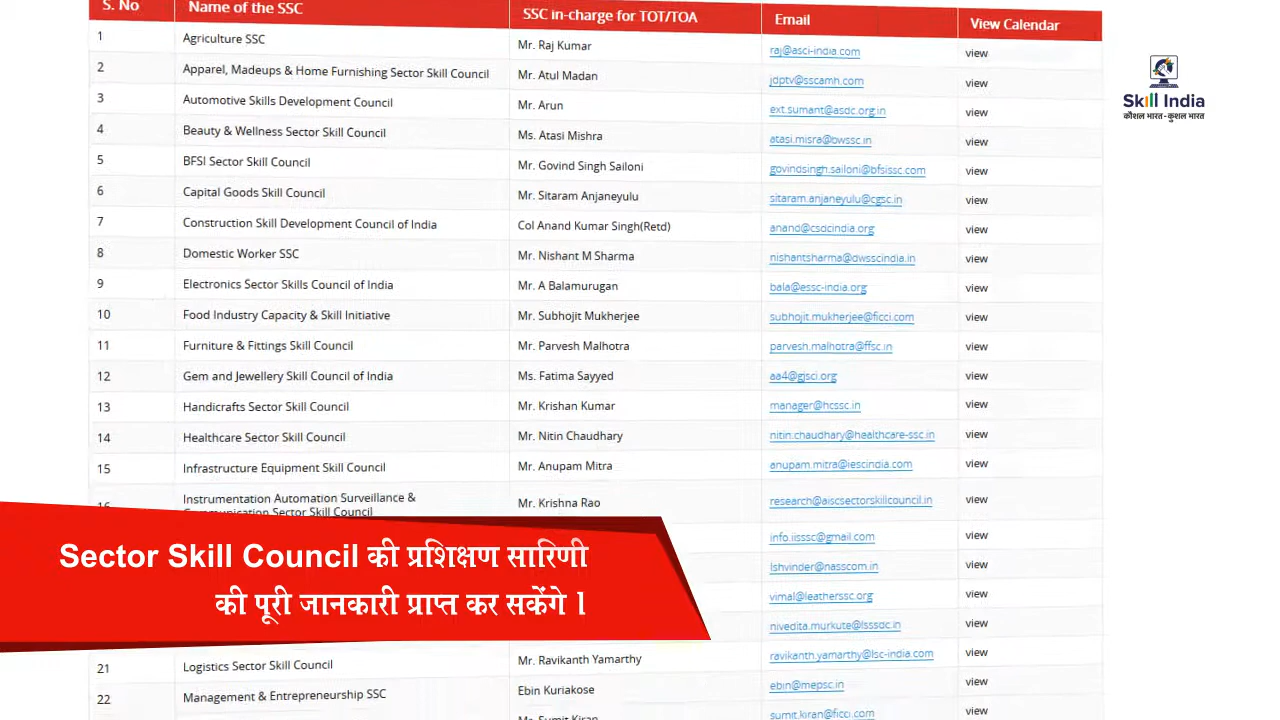 S. No Name of the SSC SSC in-charge for TOT/TOA Email View Calendar
1 Agriculture SSC Mr. Raj Kumar raj@asci-india.com view
2 Apparel, Madeups & Home Furnishing Sector Skill Council Mr. Atul Madan jdptv@sscamh.com view
3 Automotive Skills Development Council Mr. Arun ext.sumant@asdc.org.in view
4 Beauty & Wellness Sector Skill Council Ms. Atasi Mishra atasi.misra@bwssc.in view
5 BFSI Sector Skill Council Mr. Govind Singh Sailoni govindsingh.sailoni@bfsissc.com view
6 Capital Goods Skill Council Mr. Sitaram Anjaneyulu sitaram.anjaneyulu@cgsc.in view
7 Construction Skill Development Council of India Col Anand Kumar Singh(Retd) anand@csdcindia.org view
8 Domestic Worker SSC Mr. Nishant M Sharma nishantsharma@dwsscindia.in view
9 Electronics Sector Skills Council of India Mr. A Balamurugan bala@essc-india.org view
10 Food Industry Capacity & Skill Initiative Mr. Subhojit Mukherjee subhojit.mukherjee@ficci.com view
11 Furniture & Fittings Skill Council Mr. Parvesh Malhotra parvesh.malhotra@ffsc.in view
12 Gem and Jewellery Skill Council of India Ms. Fatima Sayyed aa4@gjsci.org view
13 Handicrafts Sector Skill Council Mr. Krishan Kumar manager@hcssc.in view
14 Healthcare Sector Skill Council Mr. Nitin Chaudhary nitin.chaudhary@healthcare-ssc.in view
15 Infrastructure Equipment Skill Council Mr. Anupam Mitra anupam.mitra@iescindia.com view
16 Instrumentation Automation Surveillance & Mr. Krishna Rao research@aiscsectorskillcouncil.in view
Communication Sector Skill Council
info.iisssc@gmail.com view
lshvinder@nasscom.in view
vimal@leatherssc.org view
nivedita.murkute@lsssdc.in view
21 Logistics Sector Skill Council Mr. Ravikanth Yamarthy ravikanth.yamarthy@lsc-india.com view
22 Management & Entrepreneurship SSC Ebin Kuriakose ebin@mepsc.in view
Mr. Sumit Kiran sumit.kiran@ficci.com view
Skill India
कौशल भारत-कुशल भारत
Sector Skill Council की प्रशिक्षण सारिणी
की पूरी जानकारी प्राप्त कर सकेंगे।